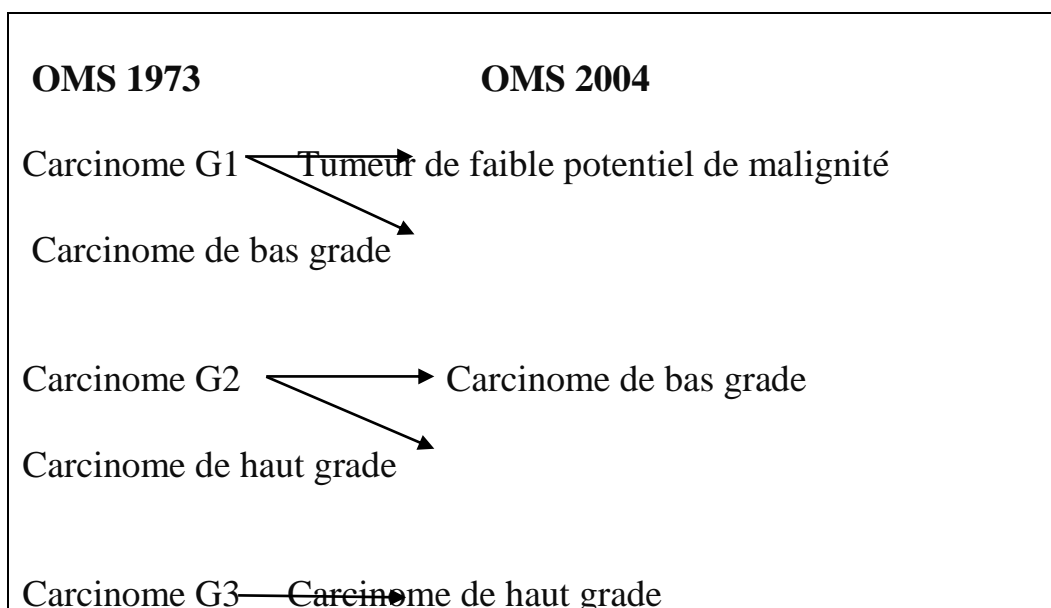 OMS 1973 OMS 2004
Carcinome G1 Tumeur de faible potentiel de malignité
Carcinome de bas grade
Carcinome G2 Carcinome de bas grade
Carcinome de haut grade
Carcinome G3 Carcinome de haut grade